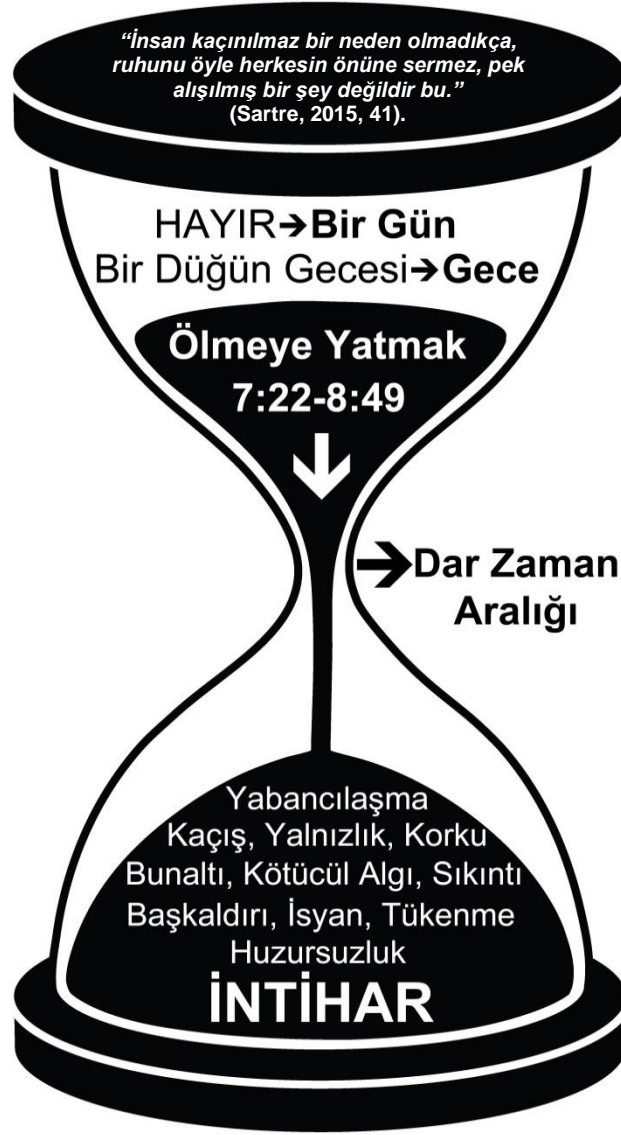 “İnsan kaçınılmaz bir neden olmadıkça,
ruhunu öyle herkesin önüne sermez, pek
alışılmış bir şey değildir bu.”
(Sartre, 2015, 41).
HAYIR➔Bir Gün
Bir Düğün Gecesi➔Gece
Ölmeye Yatmak
7:22-8:49
Dar Zaman
Aralığı
Yabancılaşma
Kaçış, Yalnızlık, Korku
Bunaltı, Kötücül Algı, Sıkıntı
Başkaldırı, İsyan, Tükenme
Huzursuzluk
İNTİHAR